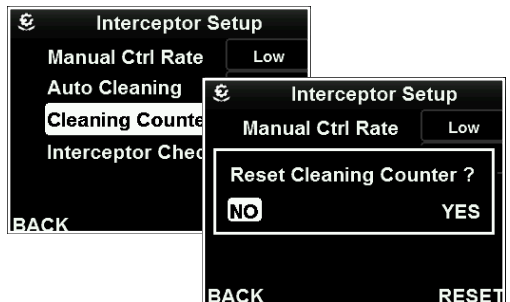 Interceptor Setup
Manual Ctrl Rate Low
Auto Cleaning
Cleaning Counte
Interceptor Chec
BACK
Interceptor Setup
Manual Ctrl Rate Low
Reset Cleaning Counter ?
NO YES
BACK RESET